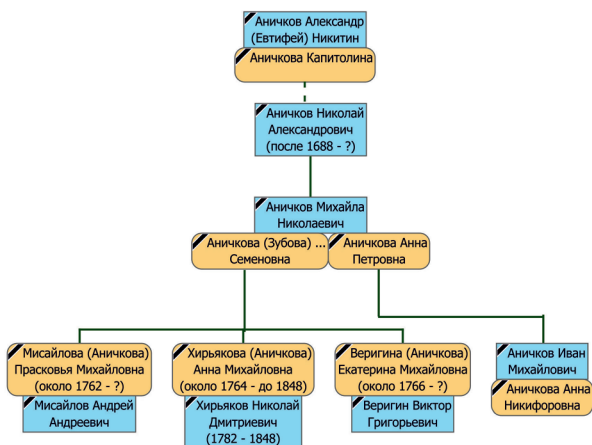 Аничков Александр
(Евтифей) Никитин
Аничкова Капитолина
Аничков Николай
Александрович
(после 1688 - ?)
Аничков Михайла
Николаевич
Аничкова (Зубова) ...
Семеновна
Аничкова Анна
Петровна
Мисайлова (Аничкова)
Прасковья Михайловна
(около 1762 - ?)
Мисайлов Андрей
Андреевич
Хирьякова (Аничкова)
Анна Михайловна
(около 1764 - до 1848)
Хирьяков Николай
Дмитриевич
(1782 - 1848)
Веригина (Аничкова)
Екатерина Михайловна
(около 1766 - ?)
Веригин Виктор
Григорьевич
Аничков Иван
Михайлович
Аничкова Анна
Никифоровна